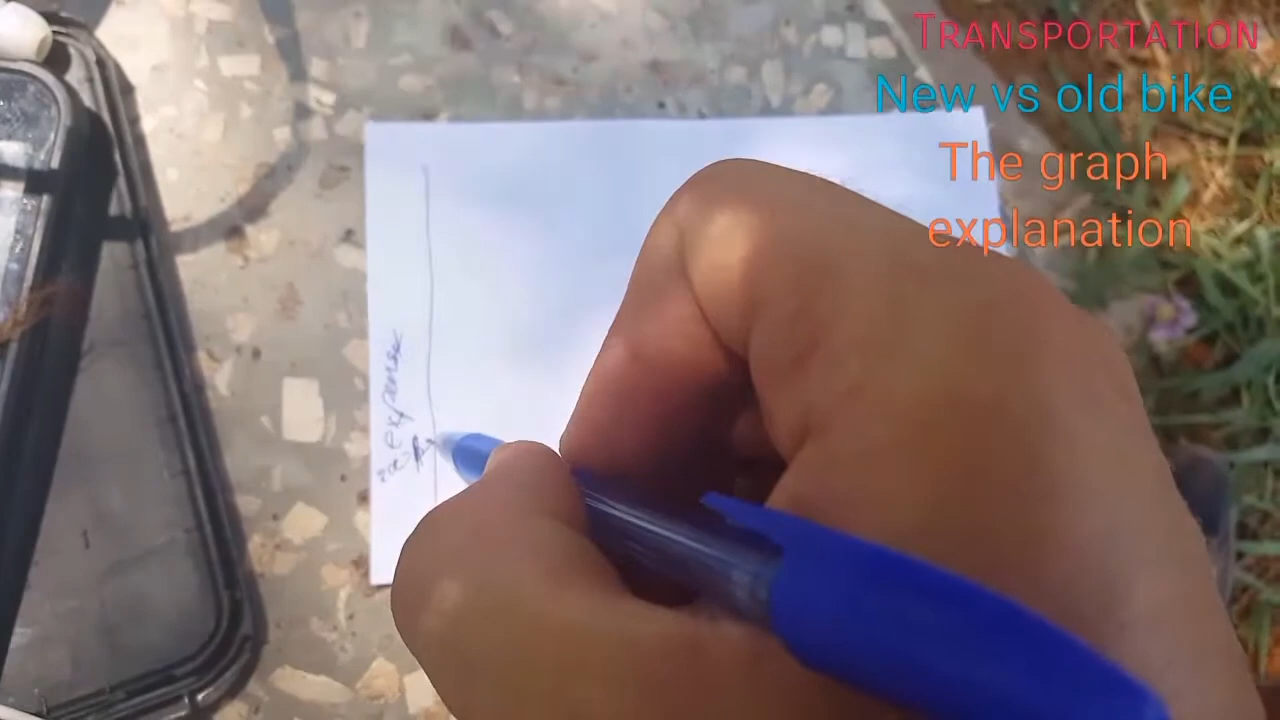 TRANSPORTATION
New vs old bike
The graph
explanation
expense